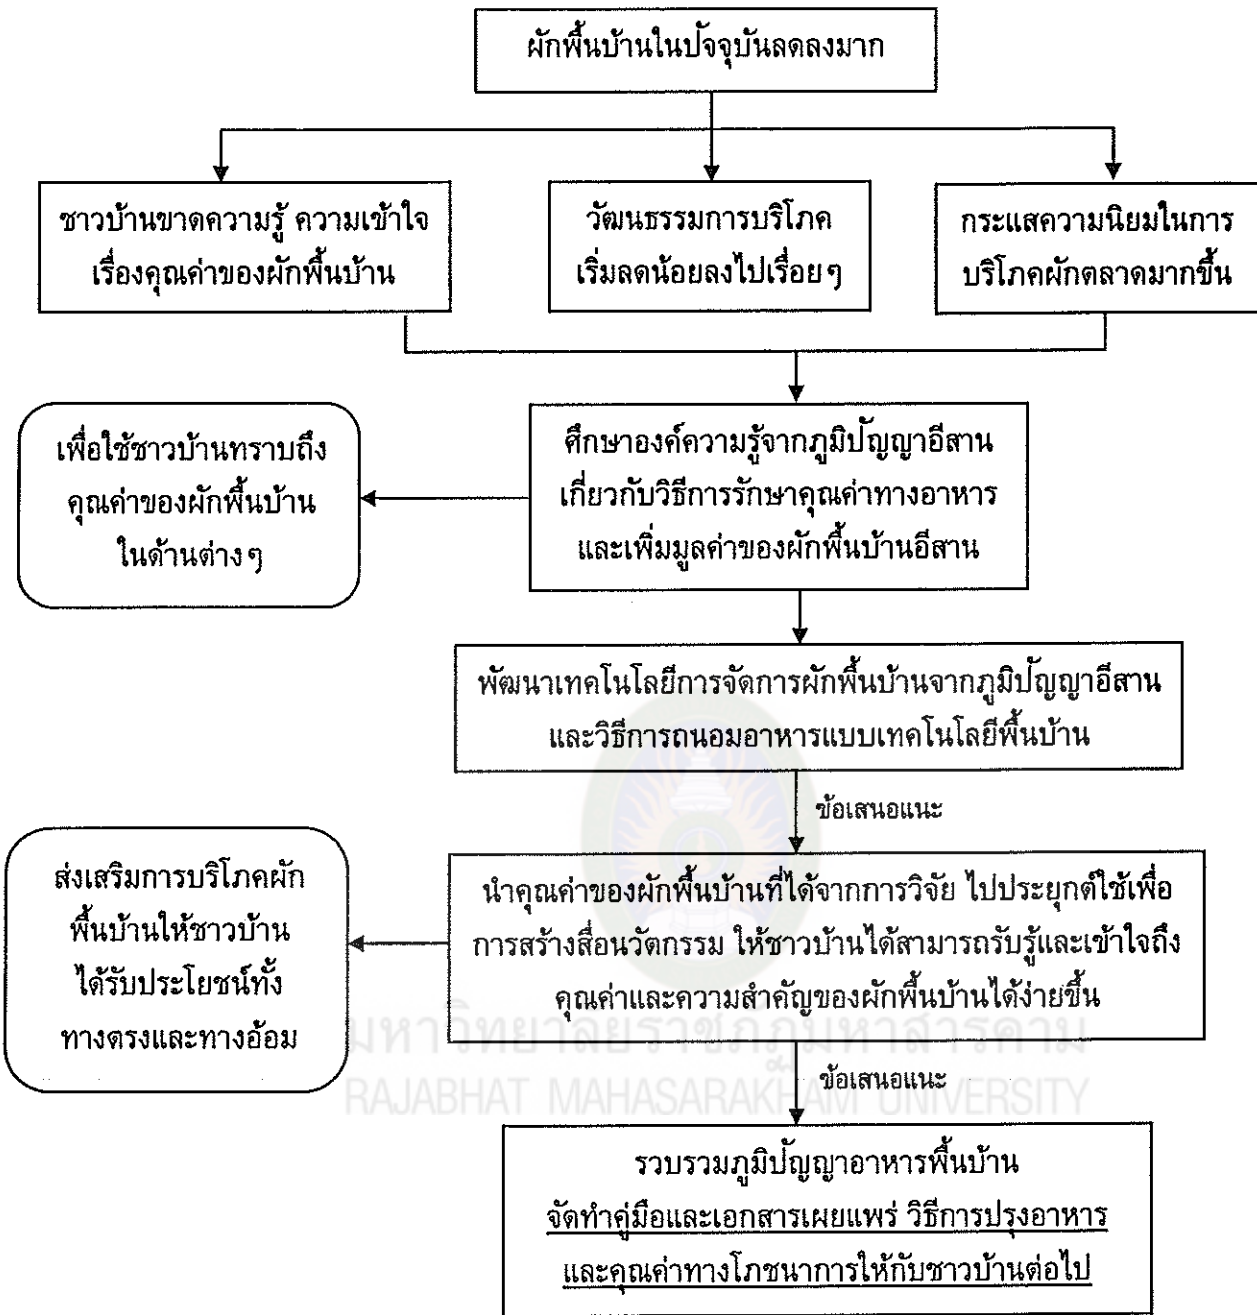 ผักพื้นบ้านในปัจจุบันลดลงมาก
ชาวบ้านขาดความรู้ ความเข้าใจ
เรื่องคุณค่าของผักพื้นบ้าน
วัฒนธรรมการบริโภค
เริ่มลดน้อยลงไปเรื่อยๆ
กระแสความนิยมในการ
บริโภคผักตลาดมากขึ้น
เพื่อใช้ชาวบ้านทราบถึง
คุณค่าของผักพื้นบ้าน
ในด้านต่างๆ
ศึกษาองค์ความรู้จากภูมิปัญญาอีสาน
เกี่ยวกับวิธีการรักษาคุณค่าทางอาหาร
และเพิ่มมูลค่าของผักพื้นบ้านอีสาน
พัฒนาเทคโนโลยีการจัดการผักพื้นบ้านจากภูมิปัญญาอีสาน
และวิธีการถนอมอาหารแบบเทคโนโลยีพื้นบ้าน
ข้อเสนอแนะ
ส่งเสริมการบริโภคผัก
พื้นบ้านให้ชาวบ้าน
ได้รับประโยชน์ทั้ง
ทางตรงและทางอ้อม
นำคุณค่าของผักพื้นบ้านที่ได้จากการวิจัย ไปประยุกต์ใช้เพื่อ
การสร้างสื่อนวัตกรรม ให้ชาวบ้านได้สามารถรับรู้และเข้าใจถึง
คุณค่าและความสำคัญของผักพื้นบ้านได้ง่ายขึ้น
มหาวิทยาลัยราชภัฏมหาสารคาม
RAJABHAT MAHASARAKHAM UNIVERSITY
ข้อเสนอแนะ
รวบรวมภูมิปัญญาอาหารพื้นบ้าน
จัดทำคู่มือและเอกสารเผยแพร่ วิธีการปรุงอาหาร
และคุณค่าทางโภชนาการให้กับชาวบ้านต่อไป